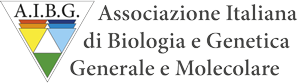 A.I.B.G.
Associazione Italiana
di Biologia e Genetica
Generale e Molecolare